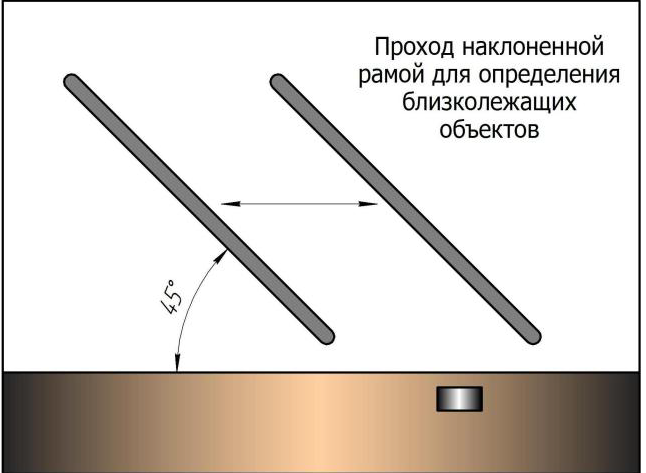 Проход наклоненной
рамой для определения
близколежащих
объектов
45°